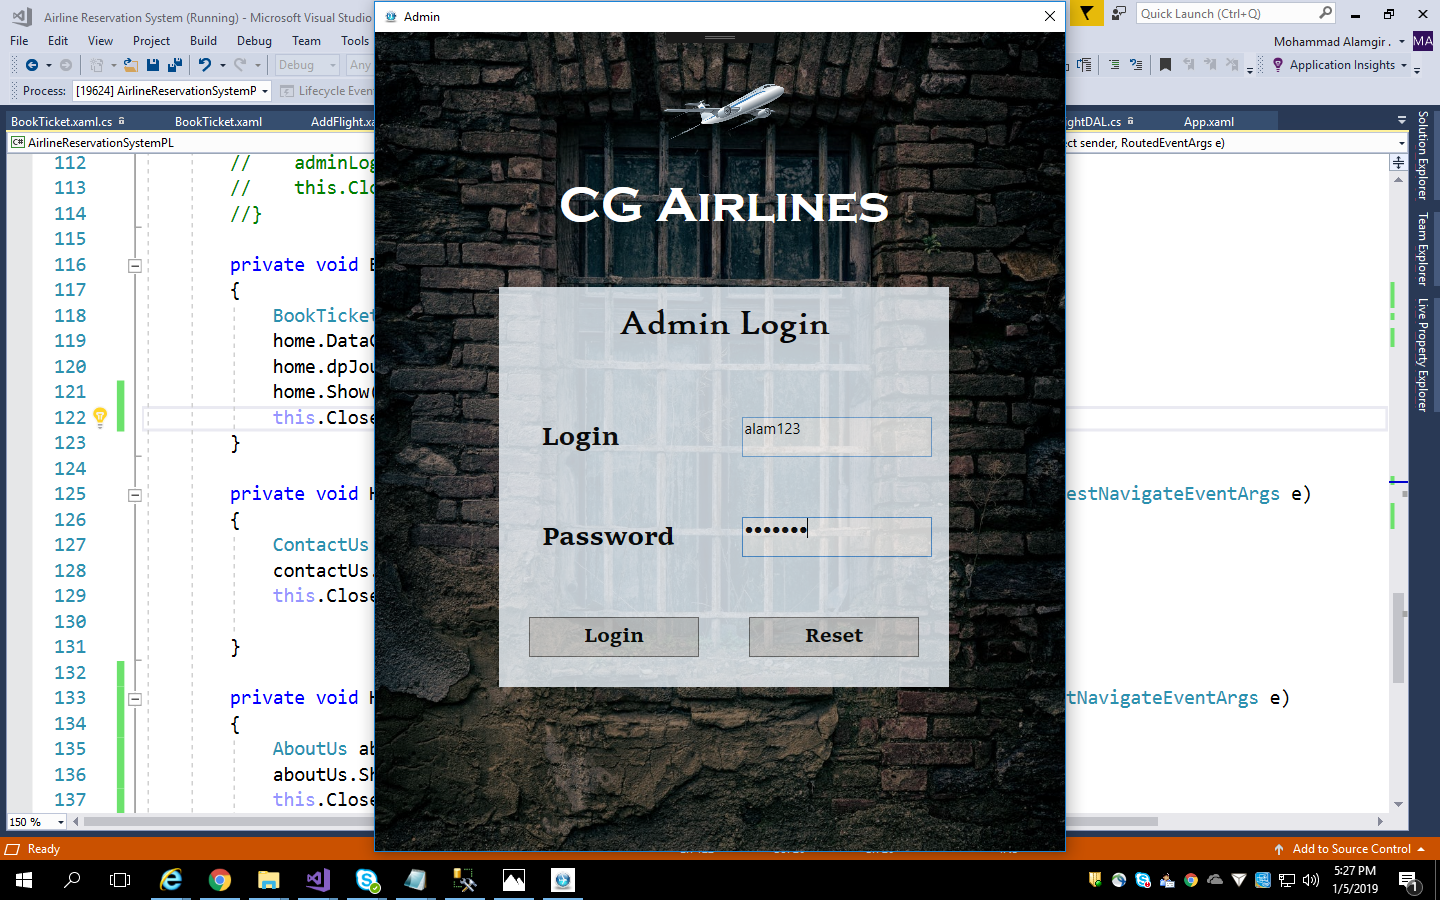 Airline Reservation System (Running) - Microsoft Visual Studio
Admin
Quick Launch (Ctrl+Q)
File Edit View Project Build Debug Team Tools
Mohammad Alamgir . MA
Debug Any
Application Insights
Process: [19624] AirlineReservationSystemP Lifecycle Even
BookTicket.xaml.cs BookTicket.xaml AddFlight.xa ghtDAL.cs App.xaml
C# AirlineReservationSystemPL ect sender, RoutedEventArgs e)
112 // adminLog
113 // this.Clo
114 //}
115
116 private void B
117 {
118 BookTicket
119 home.DataC
120 home.dpJou
121 home.Show(
122 this.Close
123 }
124
125 private void H estNavigateEventArgs e)
126 {
127 ContactUs
128 contactUs.
129 this.Close
130
131 }
132
133 private void H tNavigateEventArgs e)
134 {
135 AboutUs ab
136 aboutUs.Sh
137 this.Close
CG Airlines
Admin Login
Login alam123
Password •••••••
Login Reset
Solution Explorer
Team Explorer
Live Property Explorer
150 %
Ready
Add to Source Control
5:27 PM
1/5/2019
1